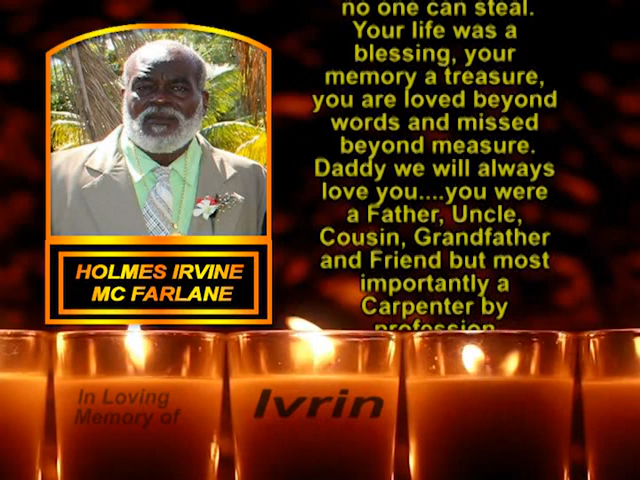 no one can steal.
Your life was a
blessing, your
memory a treasure,
you are loved beyond
words and missed
beyond measure.
Daddy we will always
love you....you were
a Father, Uncle,
Cousin, Grandfather
and Friend but most
importantly a
Carpenter by
profession
HOLMES IRVINE
MC FARLANE
In Loving
Memory of
Ivrin